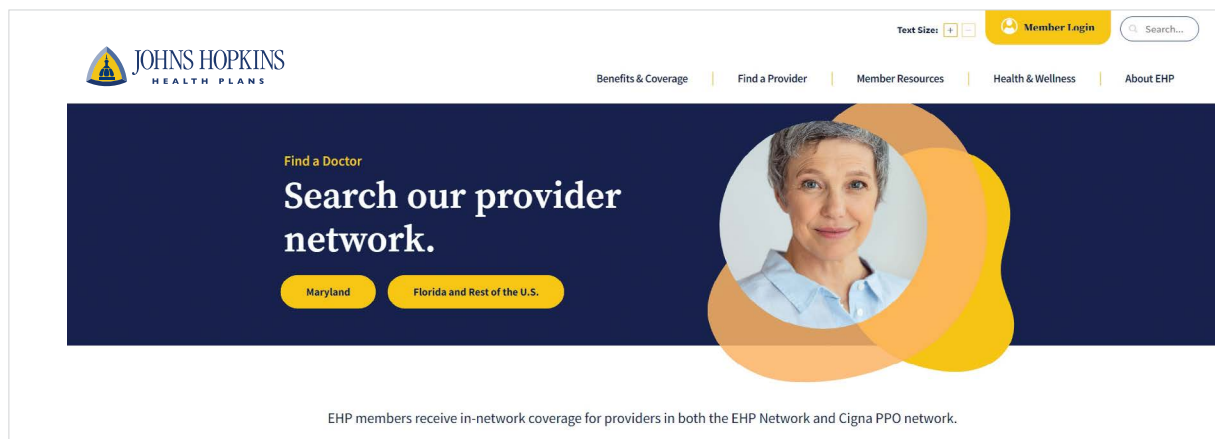 Text Size: + −
Member Login
Search...
JOHNS HOPKINS
HEALTH PLANS
Benefits & Coverage
Find a Provider
Member Resources
Health & Wellness
About EHP
Find a Doctor
Search our provider
network.
Maryland
Florida and Rest of the U.S.
EHP members receive in-network coverage for providers in both the EHP Network and Cigna PPO network.